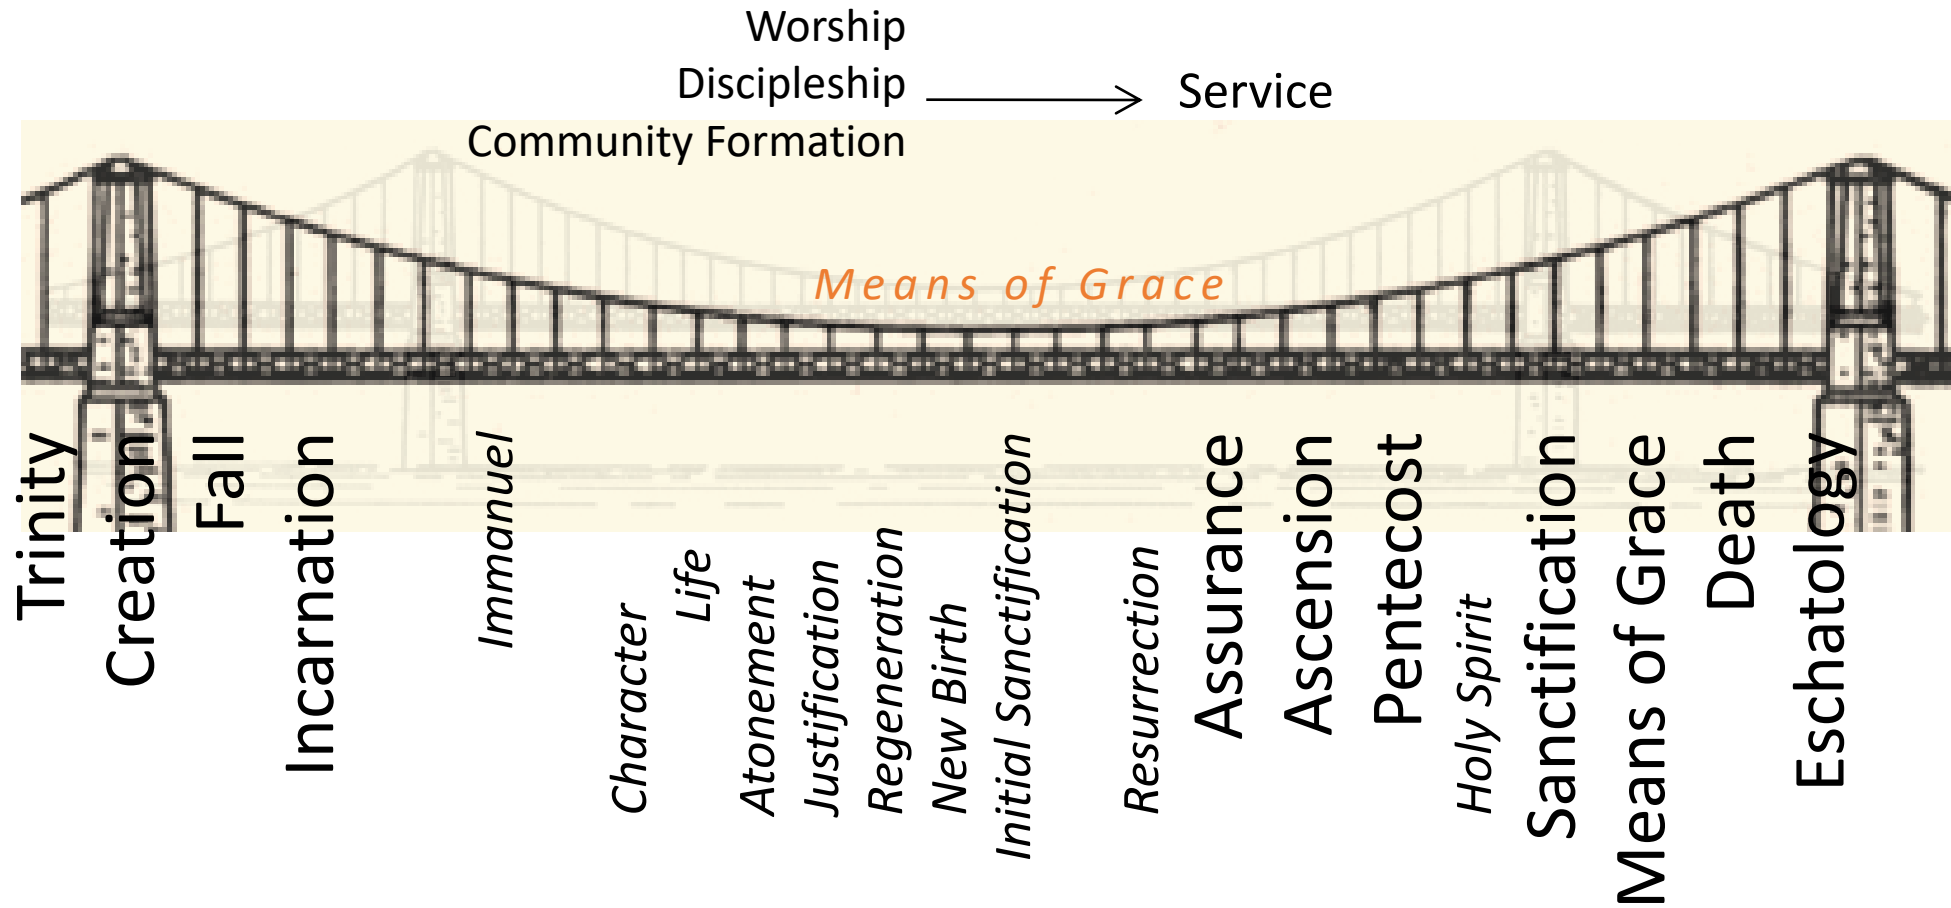 Worship
Discipleship
Service
Community Formation
Means of Grace
Trinity
Creation
Fall
Incarnation
Immanuel
Character
Life
Atonement
Justification
Regeneration
New Birth
Initial Sanctification
Resurrection
Assurance
Ascension
Pentecost
Holy Spirit
Sanctification
Means of Grace
Death
Eschatology